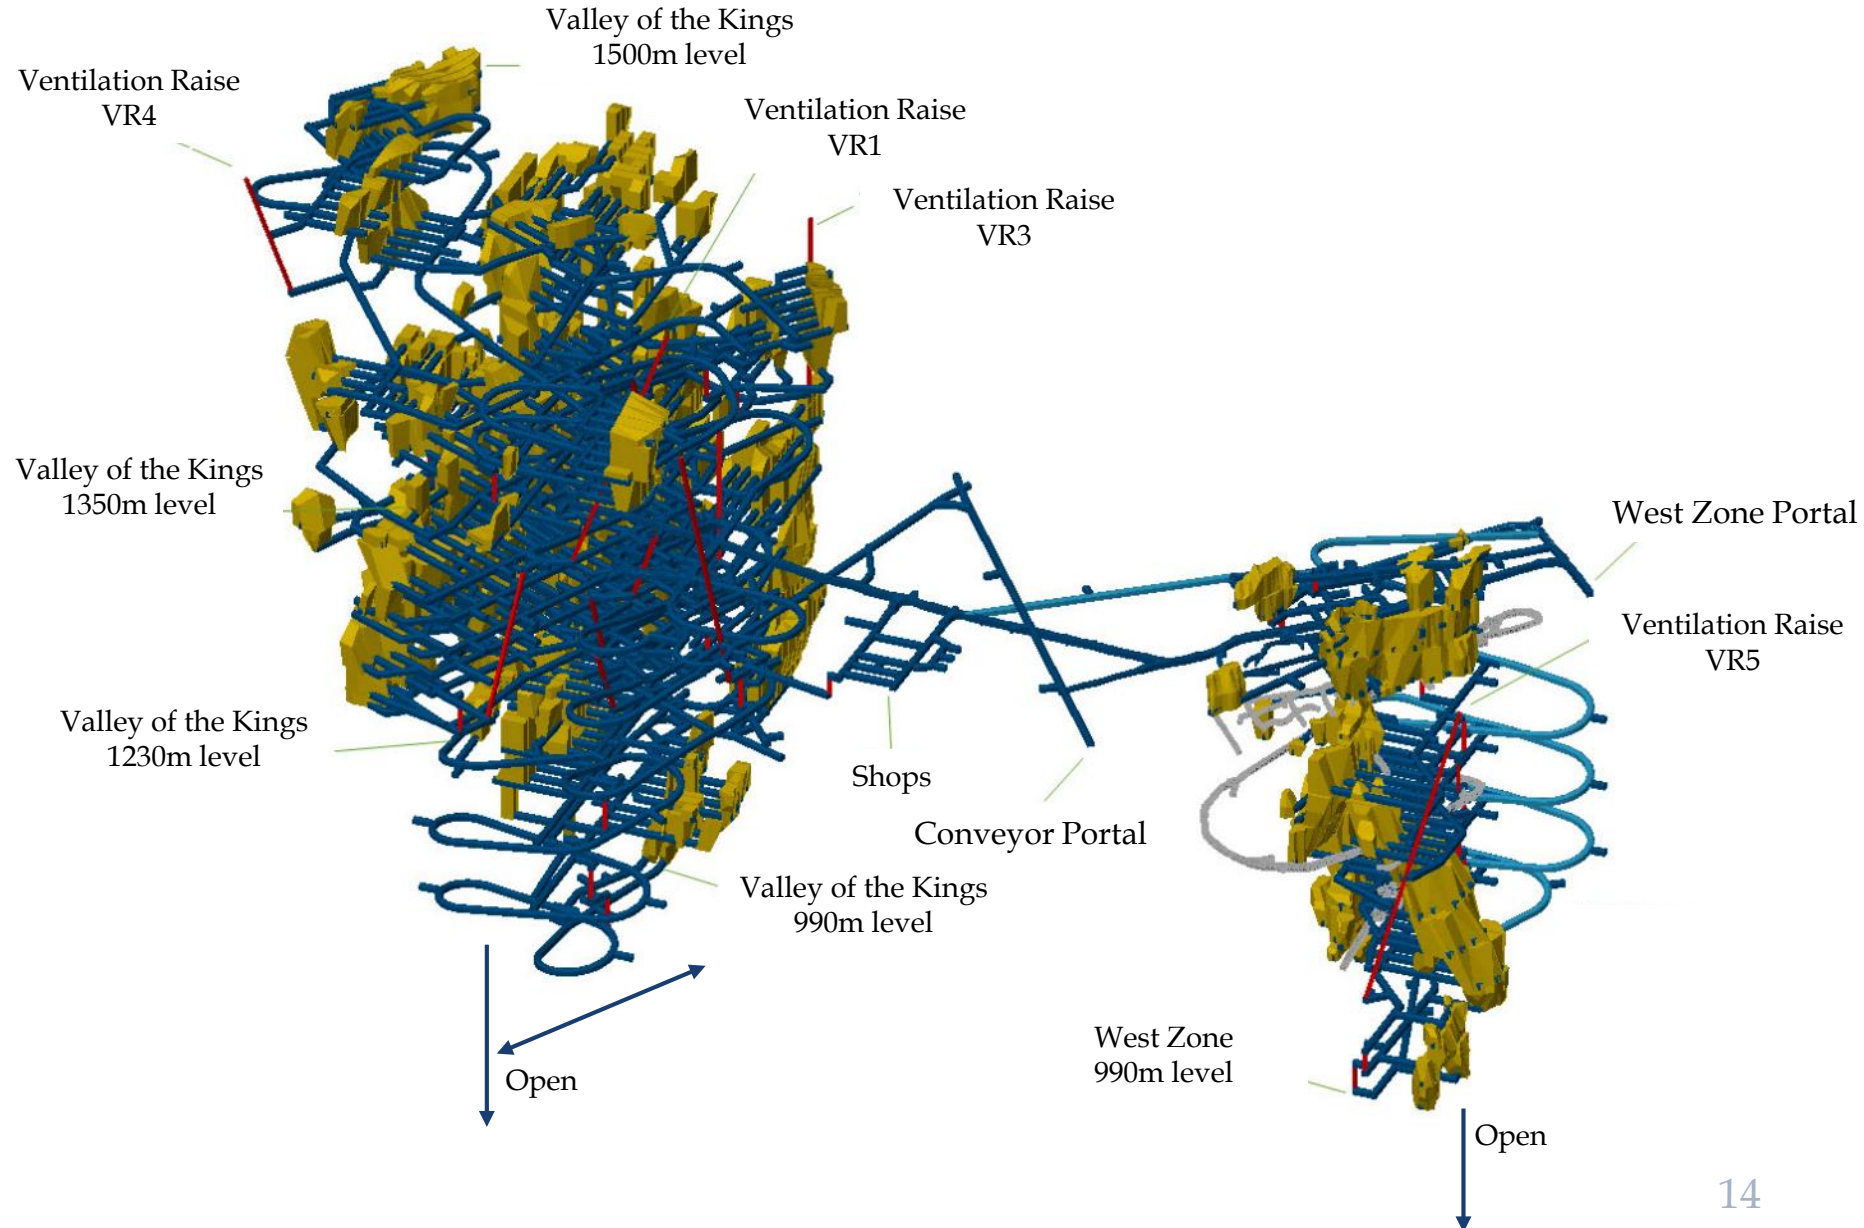 Valley of the Kings
1500m level
Ventilation Raise
VR4
Ventilation Raise
VR1
Ventilation Raise
VR3
Valley of the Kings
1350m level
West Zone Portal
Ventilation Raise
VR5
Valley of the Kings
1230m level
Shops
Conveyor Portal
Valley of the Kings
990m level
West Zone
990m level
Open
Open
14